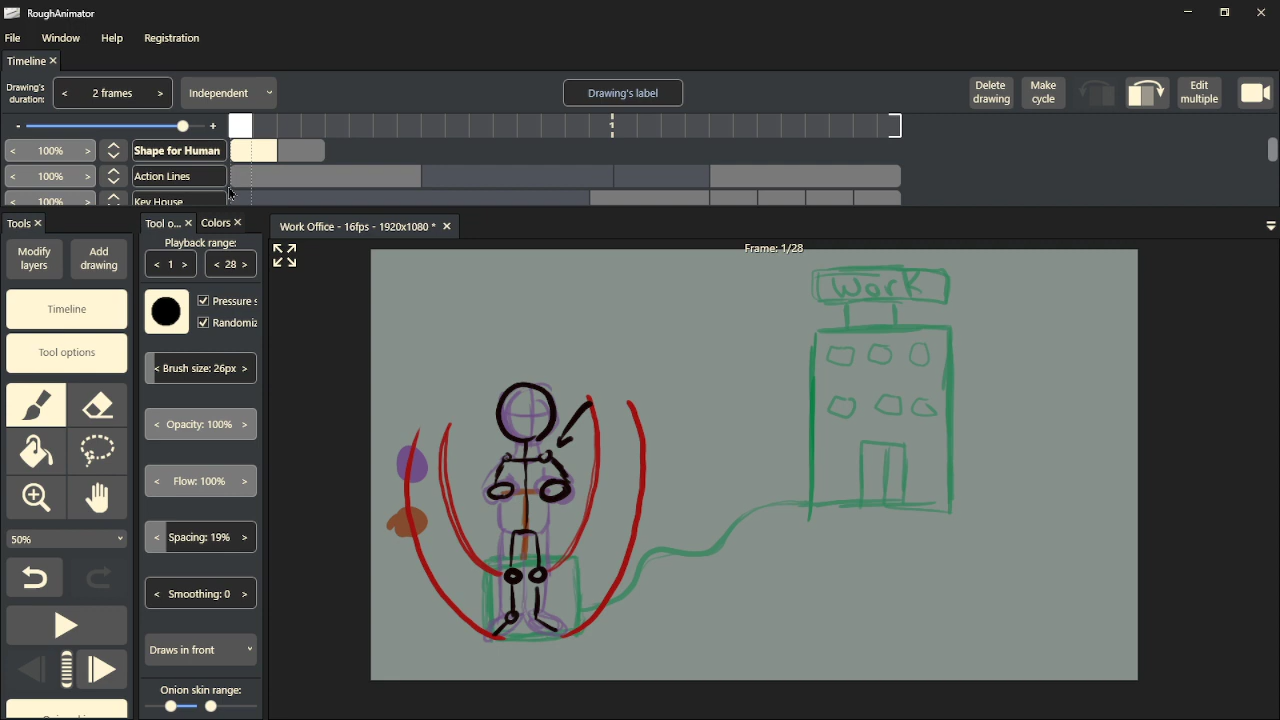 RoughAnimator
File Window Help Registration
Timeline
Drawing's duration: < 2 frames > Independent Drawing's label Delete drawing Make cycle Edit multiple
- + 1
< 100% > Shape for Human
< 100% > Action Lines
< 100% > Key House
Tools Tool o... Colors Work Office - 16fps - 1920x1080 *
Playback range:
Frame: 1/28
Modify layers Add drawing < 1 > < 28 >
Work
Timeline
Pressure s
Randomiz
Tool options
< Brush size: 26px >
< Opacity: 100% >
< Flow: 100% >
50%
< Spacing: 19% >
< Smoothing: 0 >
Draws in front
Onion skin range: